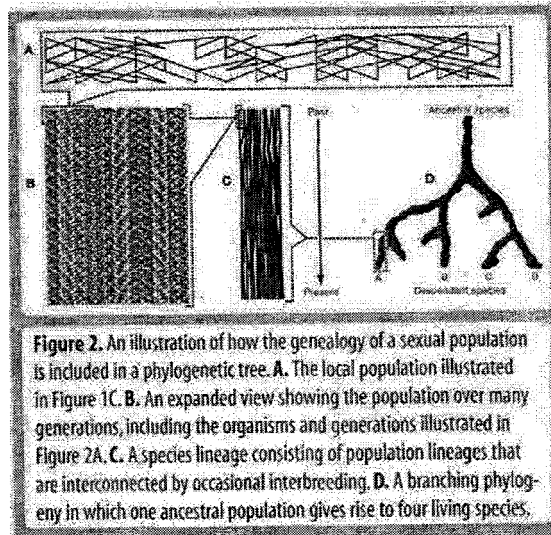 A
Past
Ancestral species
B
C
D
A B C D
Present
Descendant species
Figure 2. An illustration of how the genealogy of a sexual population
is included in a phylogenetic tree. A. The local population illustrated
in Figure 1C. B. An expanded view showing the population over many
generations, including the organisms and generations illustrated in
Figure 2A. C. A species lineage consisting of population lineages that
are interconnected by occasional interbreeding. D. A branching phylog-
eny in which one ancestral population gives rise to four living species.